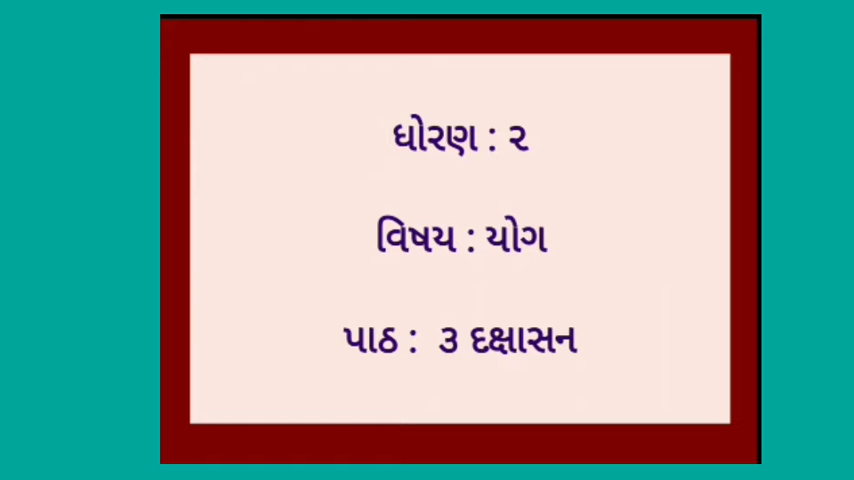 ધોરણ : ૨
વિષય : યોગ
પાઠ : ૩ દક્ષાસન